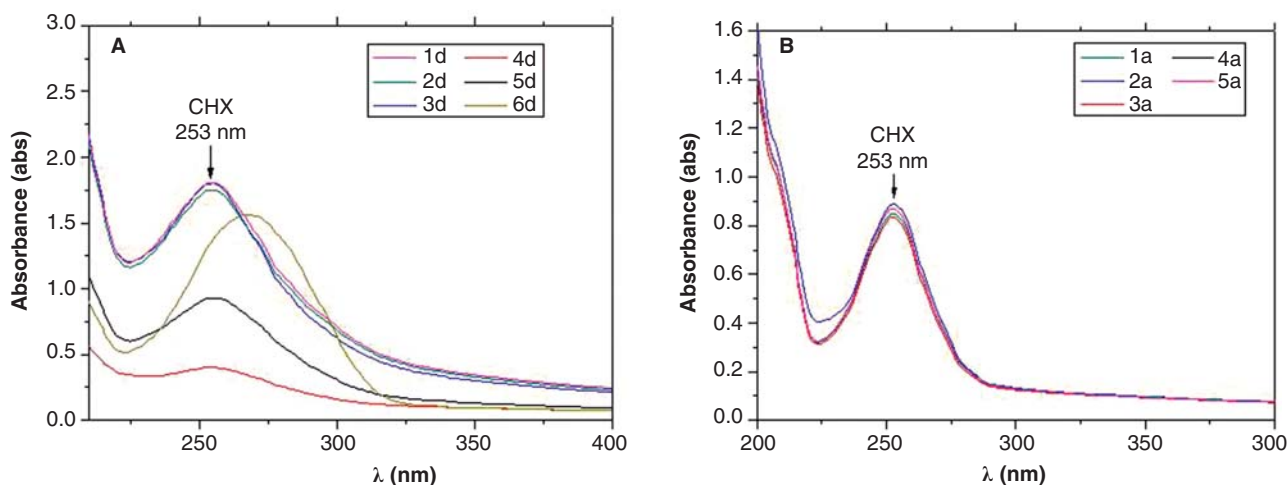 A
1d 4d
2d 5d
3d 6d
CHX
253 nm
3.0
2.5
2.0
1.5
1.0
0.5
0.0
Absorbance (abs)
250 300 350 400 400
λ (nm)
B
1a 4a
2a 5a
3a
CHX
253 nm
1.6
1.4
1.2
1.0
0.8
0.6
0.4
0.2
0.0
Absorbance (abs)
200 250 300 350 300
λ (nm)